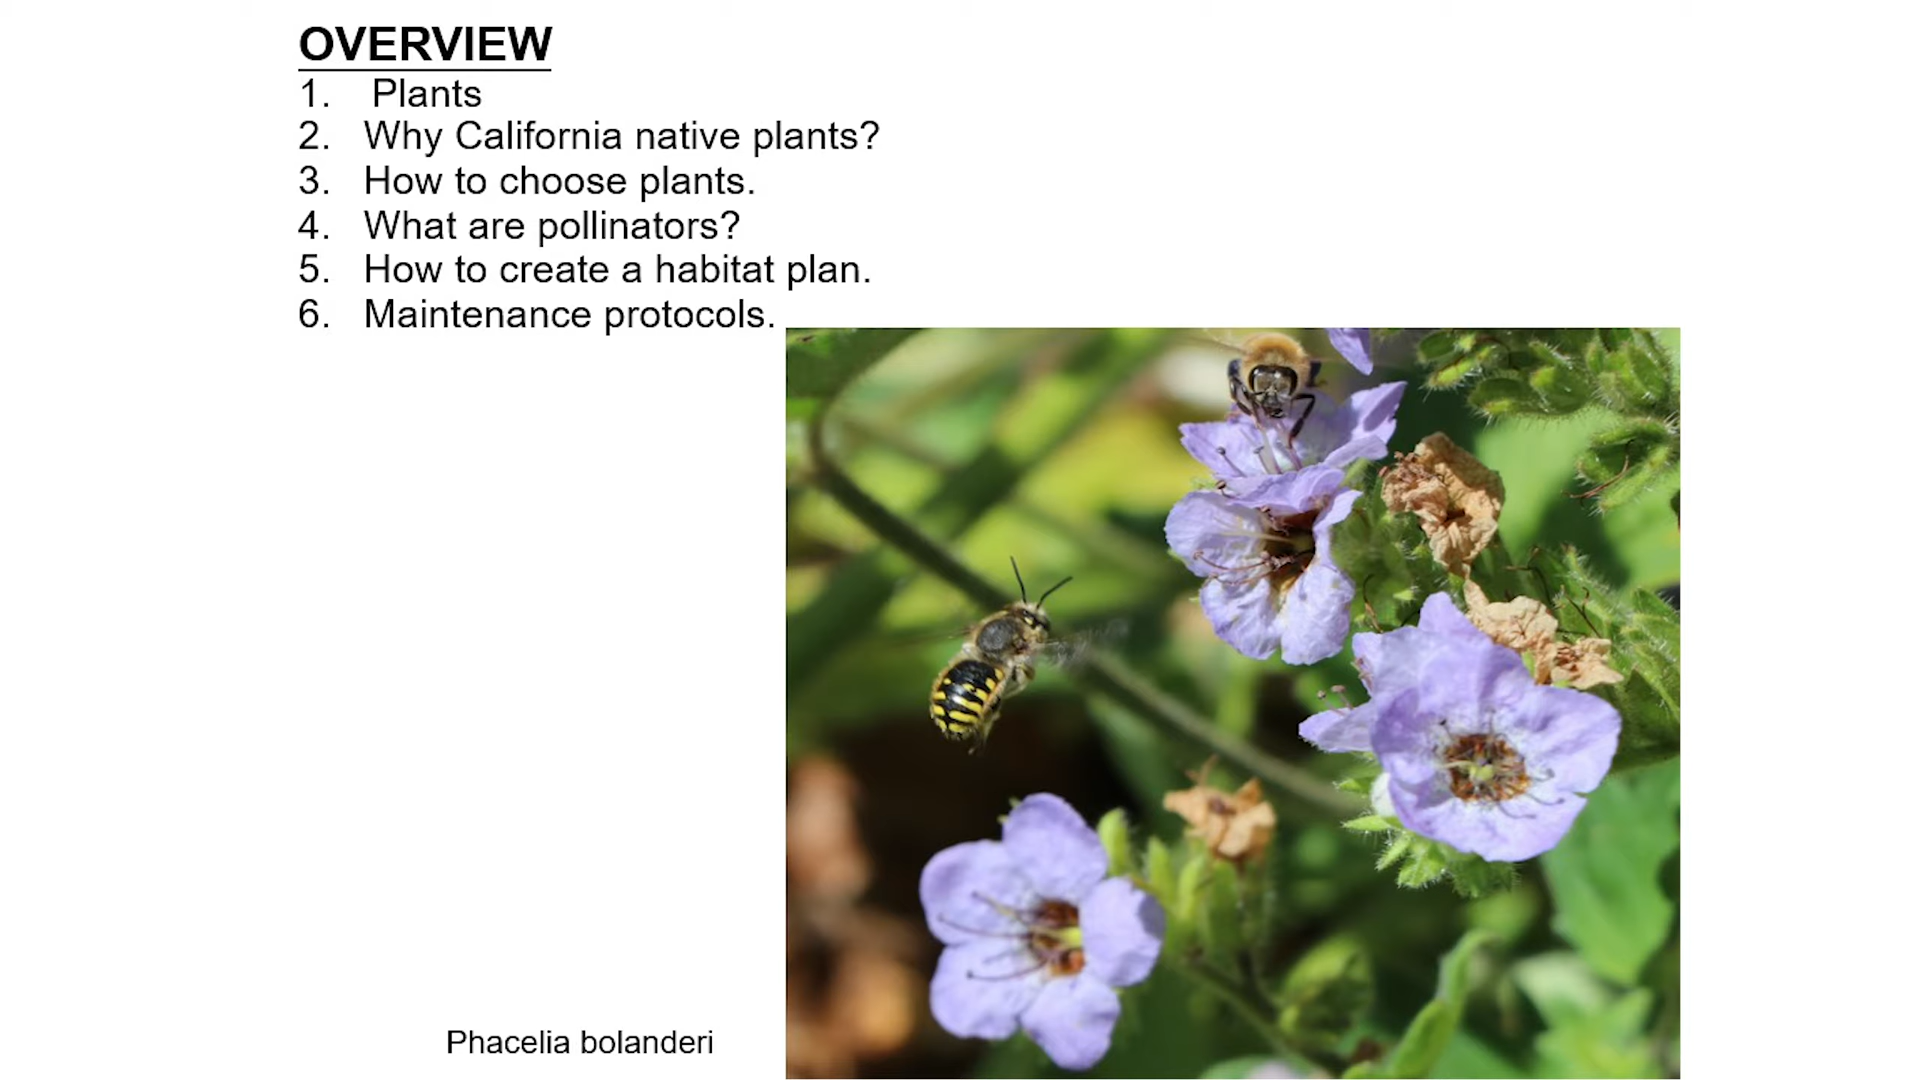 OVERVIEW
1. Plants
2. Why California native plants?
3. How to choose plants.
4. What are pollinators?
5. How to create a habitat plan.
6. Maintenance protocols.
Phacelia bolanderi